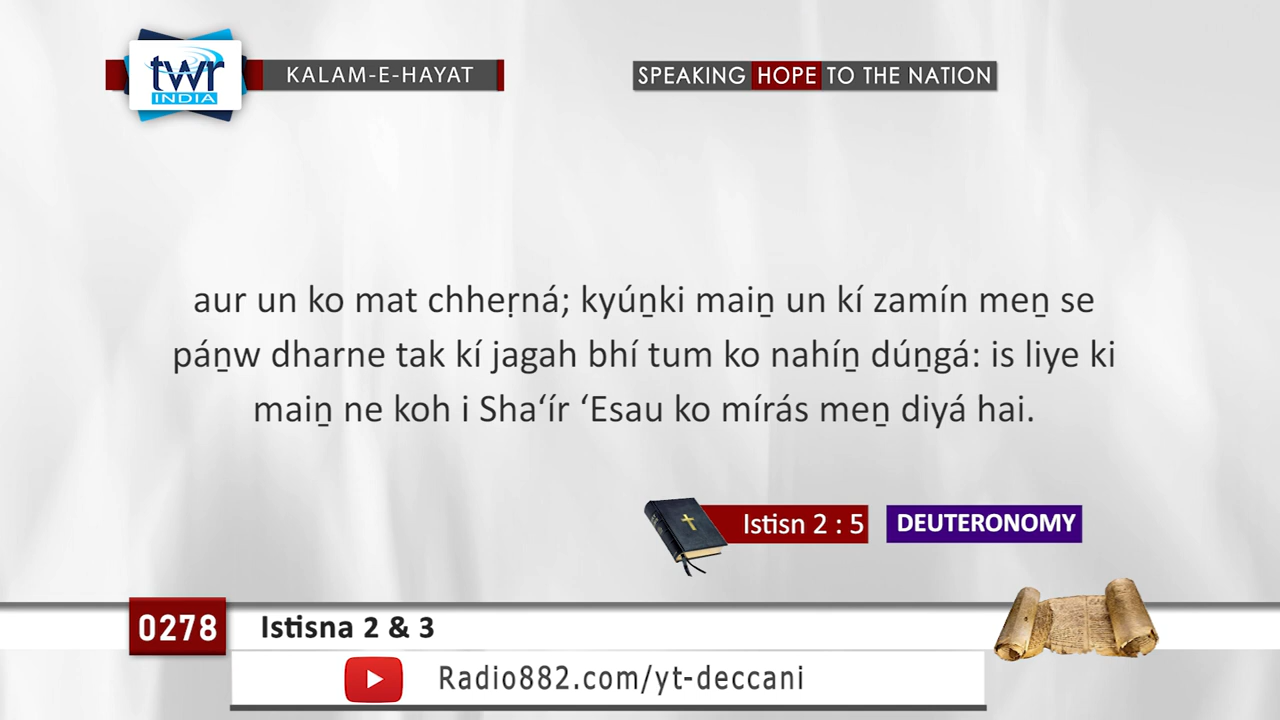 twr
INDIA
KALAM-E-HAYAT
SPEAKING HOPE TO THE NATION
aur un ko mat chheṛná; kyúṉki maiṉ un kí zamín meṉ se
páṉw dharne tak kí jagah bhí tum ko nahíṉ dúṉgá: is liye ki
maiṉ ne koh i Sha‘ír ‘Esau ko mírás meṉ diyá hai.
Istisn 2 : 5
DEUTERONOMY
0278
Istisna 2 & 3
Radio882.com/yt-deccani